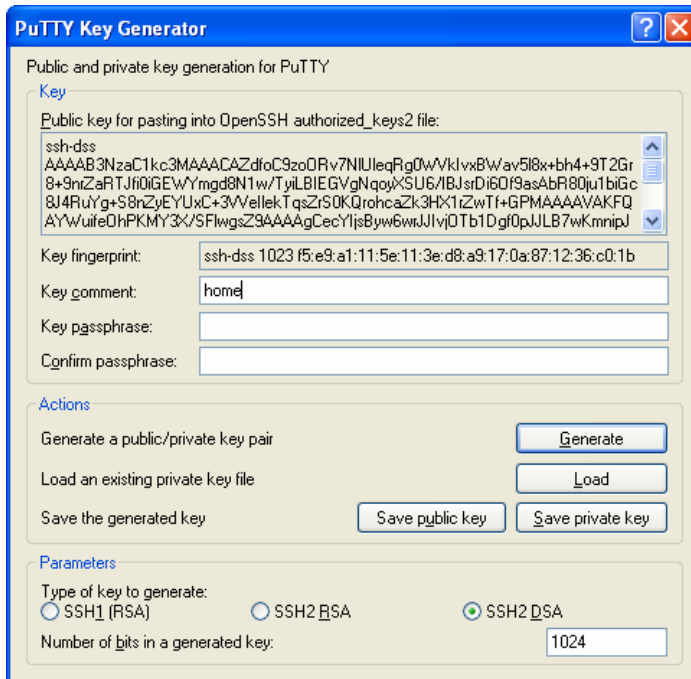 PuTTY Key Generator
Public and private key generation for PuTTY
Key
Public key for pasting into OpenSSH authorized_keys2 file:
ssh-dss
AAAAB3NzaC1kc3MAAACAZdfoC9zoORv7NIUleqRg0WVkIvxBWav5l8x+bh4+9T2Gr
8+9nrZaRTJfi0iGEWYmgd8N1w/TyiLBIEGVgNqoyXSU6/IBJsrDi6Of9asAbR80ju1biGc
8J4RuYg+S8nZyEYUxC+3VVellekTqsZrS0KQrohcaZk3HX1rZwTf+GPMAAAAVAKFQ
AYWuifeOhPKMY3X/SFlwgsZ9AAAAgCecYIjsByw6wrJJIvjOTb1Dgf0pJJLB7wKmnipJ
Key fingerprint:
ssh-dss 1023 f5:e9:a1:11:5e:11:3e:d8:a9:17:0a:87:12:36:c0:1b
Key comment:
home
Key passphrase:
Confirm passphrase:
Actions
Generate a public/private key pair
Generate
Load an existing private key file
Load
Save the generated key
Save public key
Save private key
Parameters
Type of key to generate:
SSH1 (RSA)
SSH2 RSA
SSH2 DSA
Number of bits in a generated key:
1024